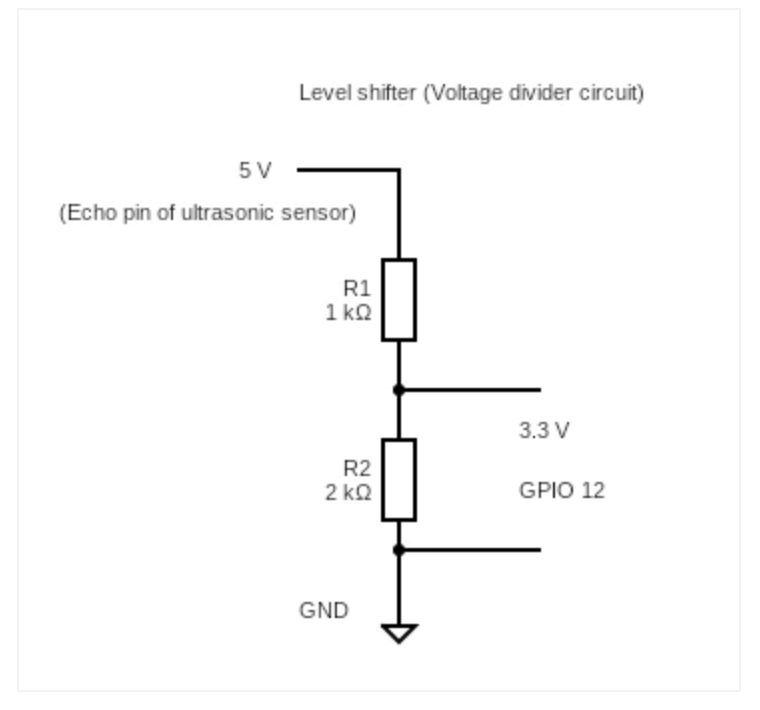 Level shifter (Voltage divider circuit)
5 V
(Echo pin of ultrasonic sensor)
R1
1 kΩ
3.3 V
R2
2 kΩ
GPIO 12
GND